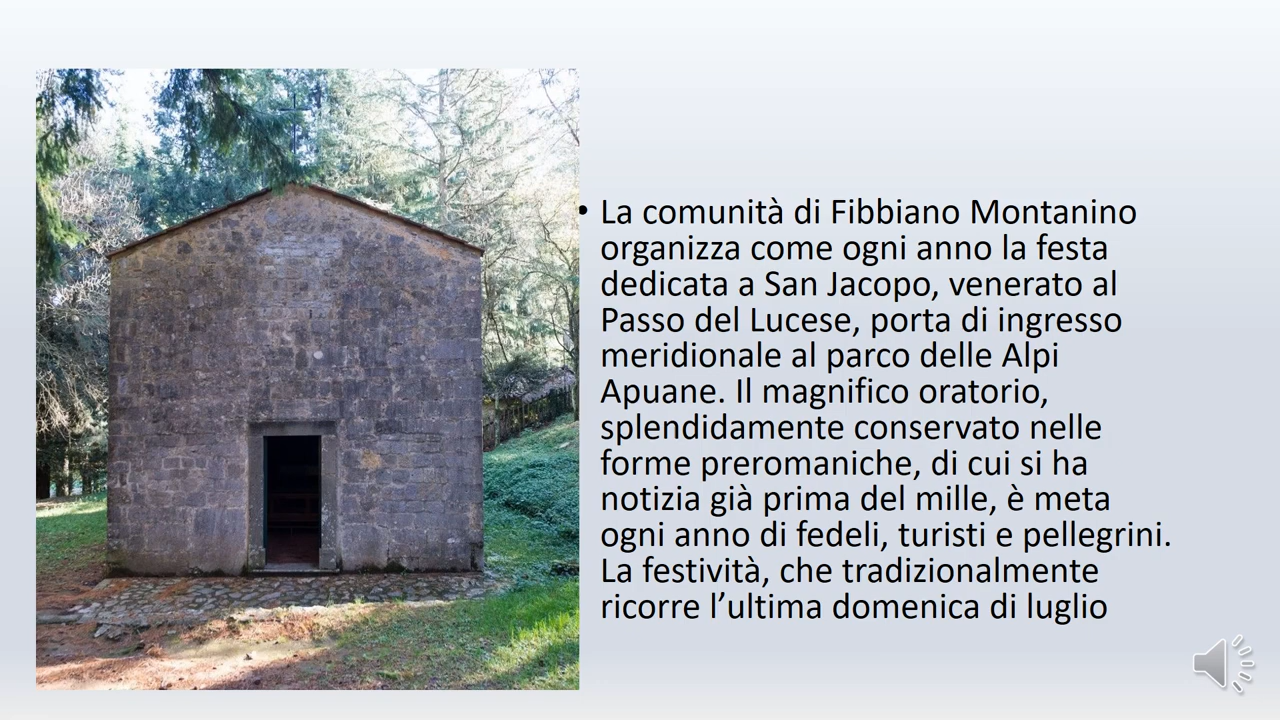 • La comunità di Fibbiano Montanino
organizza come ogni anno la festa
dedicata a San Jacopo, venerato al
Passo del Lucese, porta di ingresso
meridionale al parco delle Alpi
Apuane. Il magnifico oratorio,
splendidamente conservato nelle
forme preromaniche, di cui si ha
notizia già prima del mille, è meta
ogni anno di fedeli, turisti e pellegrini.
La festività, che tradizionalmente
ricorre l’ultima domenica di luglio